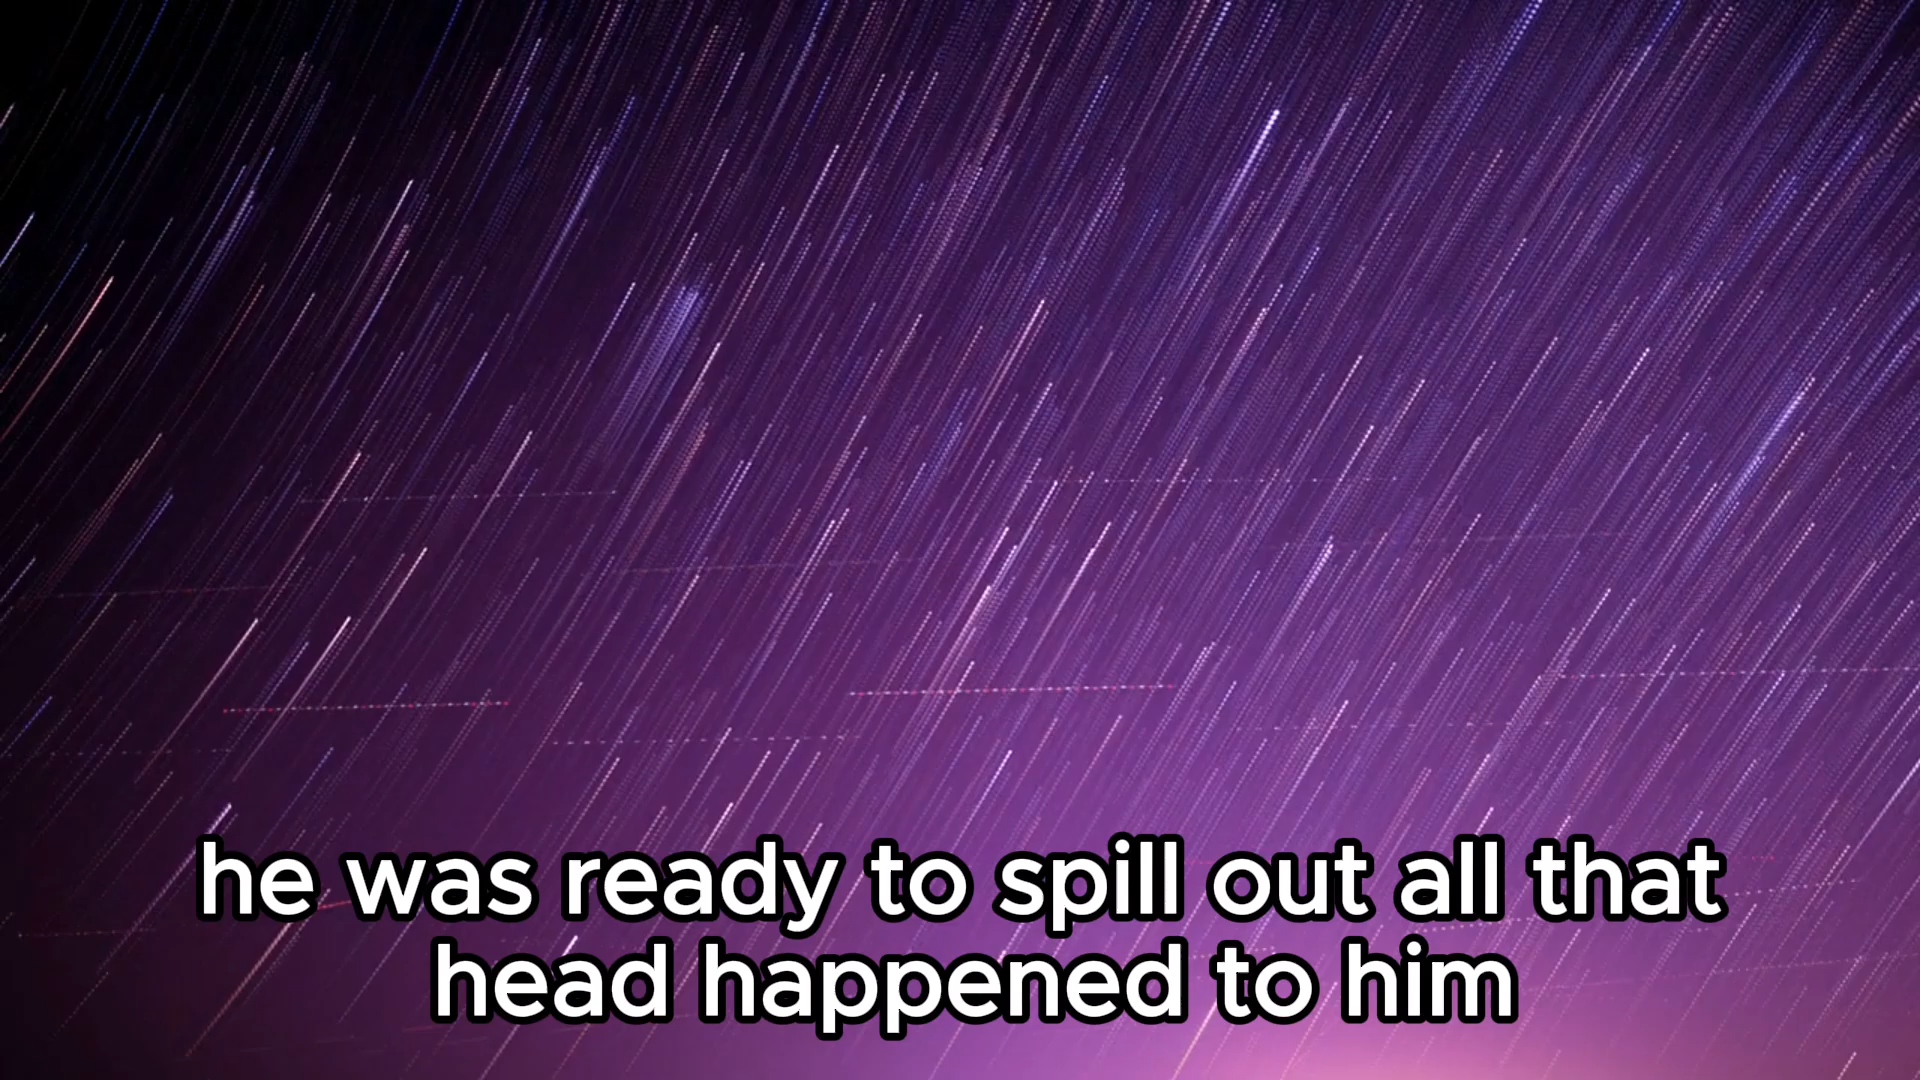 he was ready to spill out all that
head happened to him